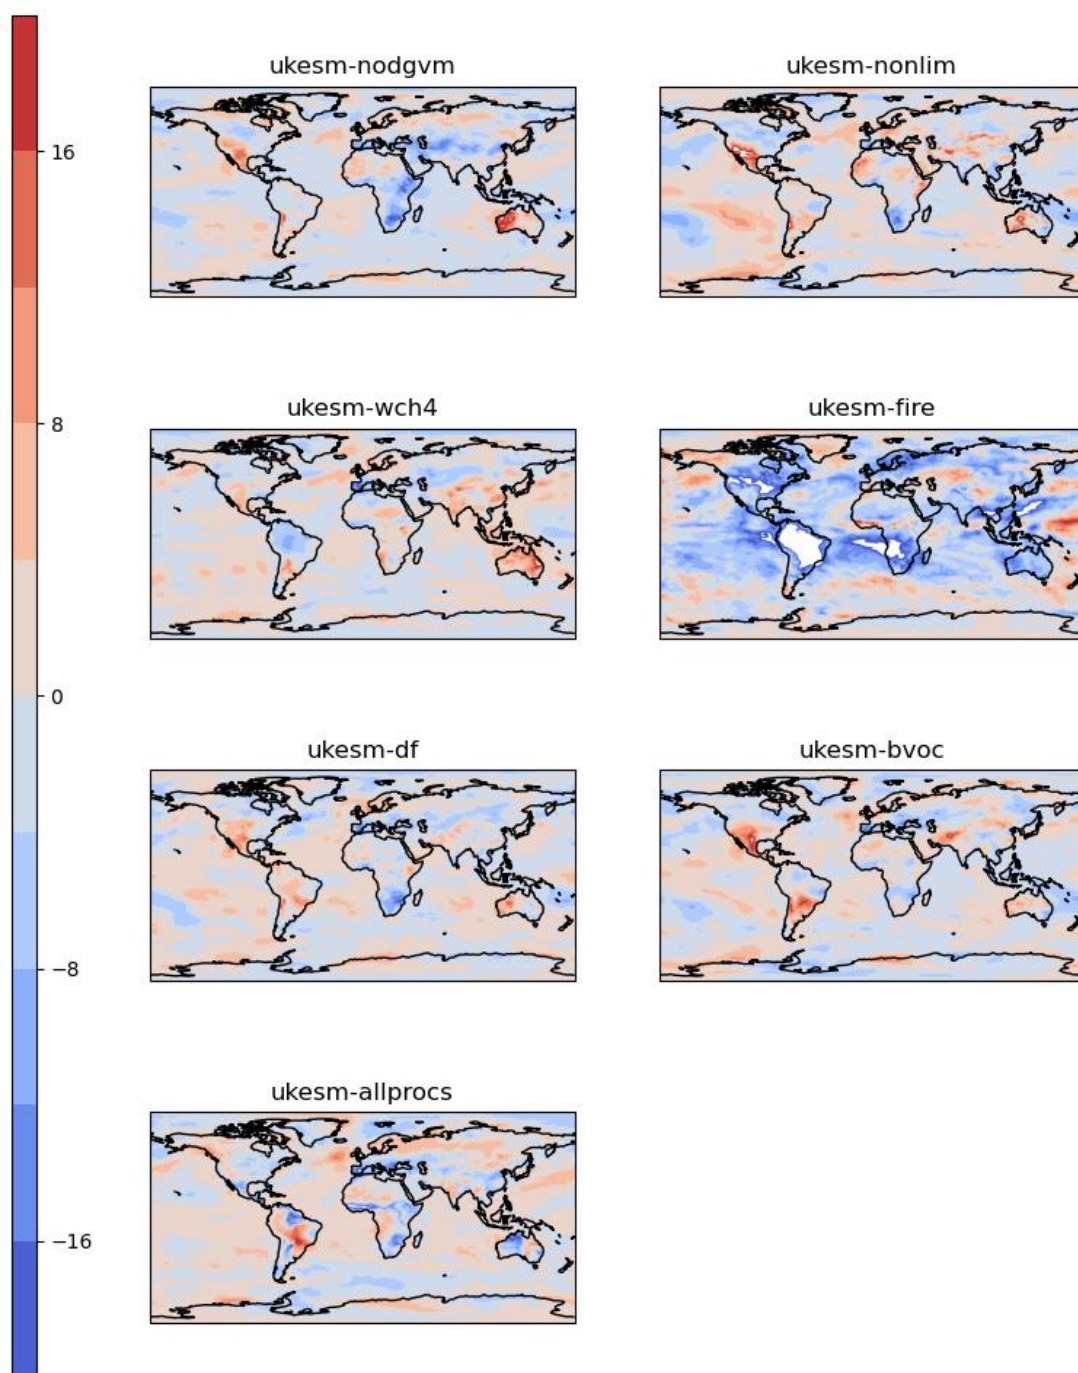 ukesm-nodgvm
ukesm-nonlim
16
8
ukesm-wch4
ukesm-fire
0
ukesm-df
ukesm-bvoc
−8
ukesm-allprocs
−16